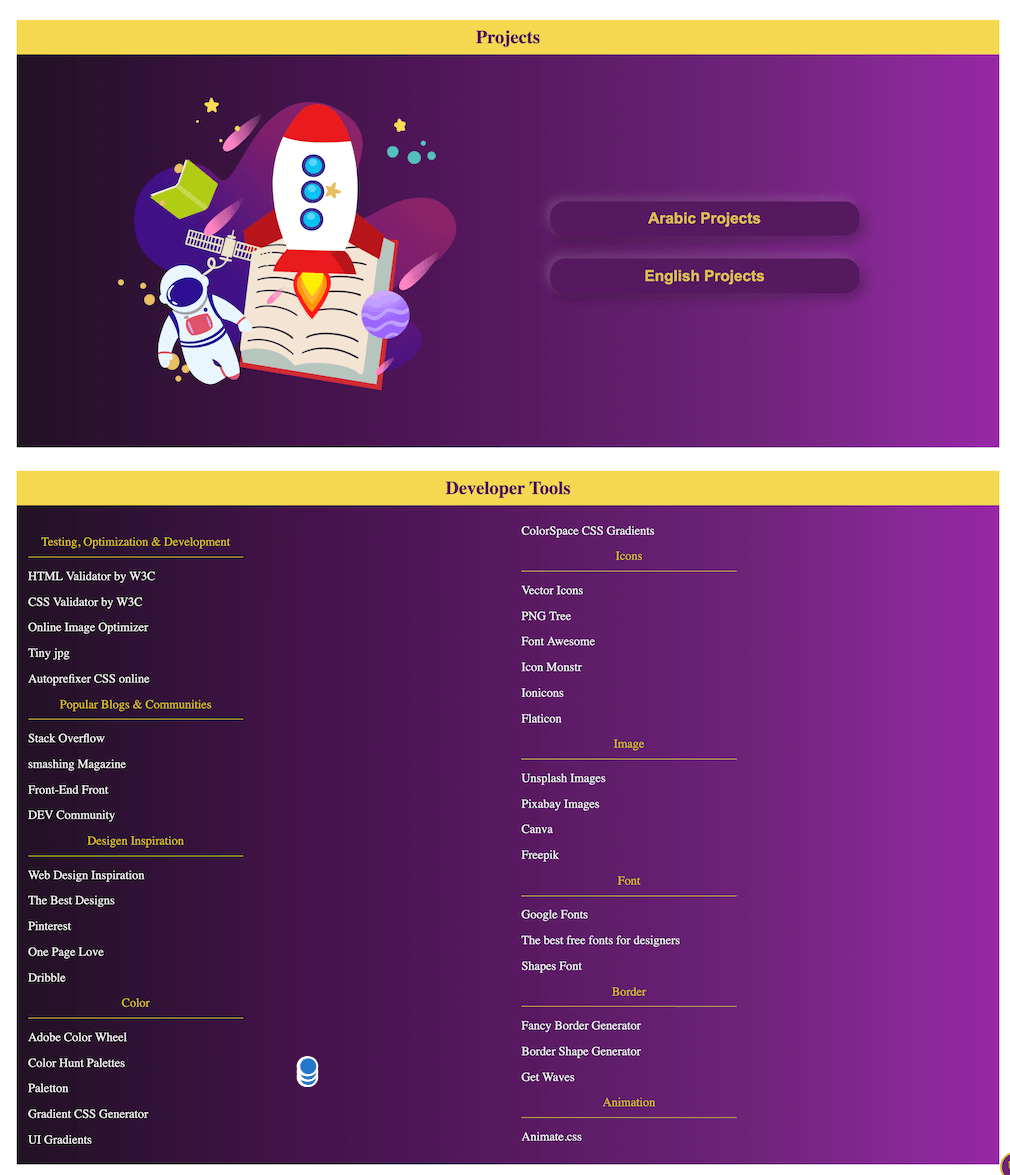 Projects
Arabic Projects
English Projects
Developer Tools
Testing, Optimization & Development
HTML Validator by W3C
CSS Validator by W3C
Online Image Optimizer
Tiny jpg
Autoprefixer CSS online
Popular Blogs & Communities
Stack Overflow
smashing Magazine
Front-End Front
DEV Community
Desigen Inspiration
Web Design Inspiration
The Best Designs
Pinterest
One Page Love
Dribble
Color
Adobe Color Wheel
Color Hunt Palettes
Paletton
Gradient CSS Generator
UI Gradients
ColorSpace CSS Gradients
Icons
Vector Icons
PNG Tree
Font Awesome
Icon Monstr
Ionicons
Flaticon
Image
Unsplash Images
Pixabay Images
Canva
Freepik
Font
Google Fonts
The best free fonts for designers
Shapes Font
Border
Fancy Border Generator
Border Shape Generator
Get Waves
Animation
Animate.css